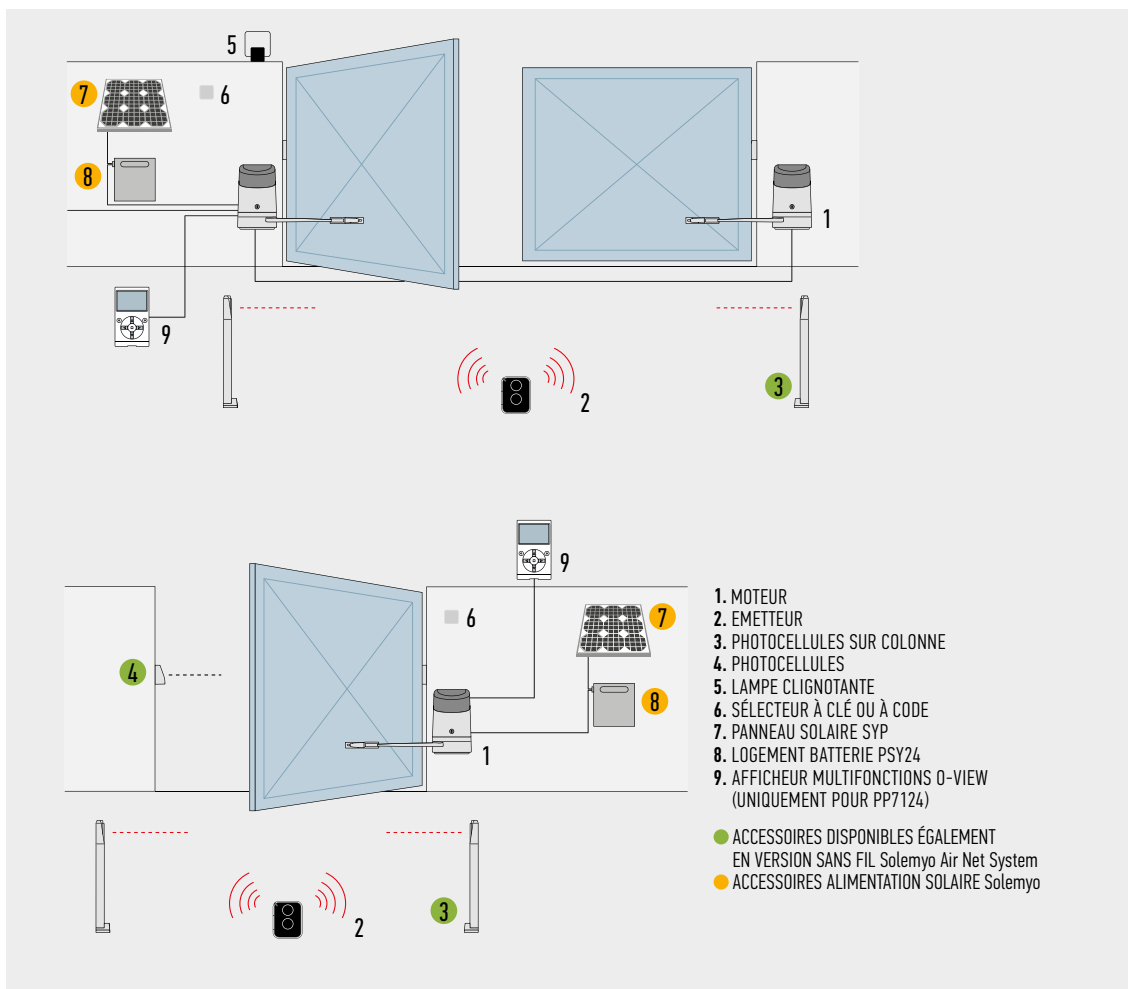 5
7
6
8
1
9
3
2
9
7
6
4
8
1
3
2
1. MOTEUR
2. EMETTEUR
3. PHOTOCELLULES SUR COLONNE
4. PHOTOCELLULES
5. LAMPE CLIGNOTANTE
6. SÉLECTEUR À CLÉ OU À CODE
7. PANNEAU SOLAIRE SYP
8. LOGEMENT BATTERIE PSY24
9. AFFICHEUR MULTIFONCTIONS O-VIEW
(UNIQUEMENT POUR PP7124)
ACCESSOIRES DISPONIBLES ÉGALEMENT
EN VERSION SANS FIL Solemyo Air Net System
ACCESSOIRES ALIMENTATION SOLAIRE Solemyo